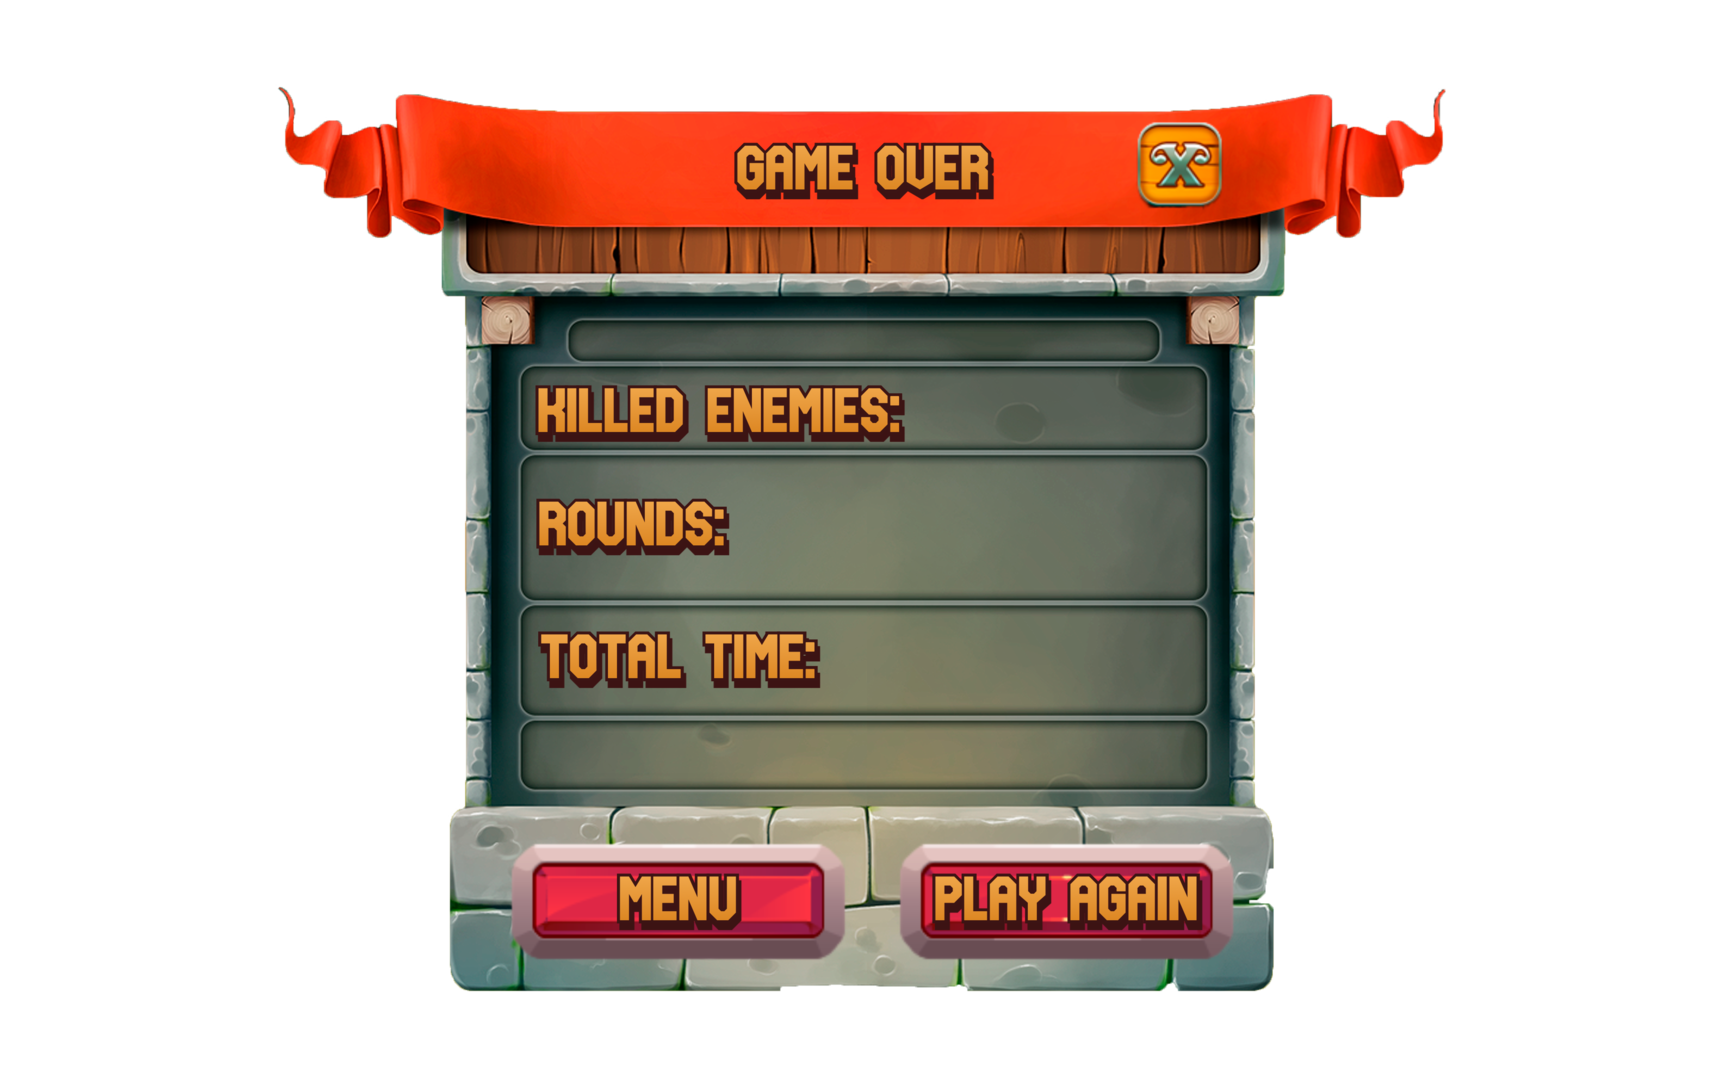 GAME OVER
X
KILLED ENEMIES:
ROUNDS:
TOTAL TIME:
MENU
PLAY AGAIN